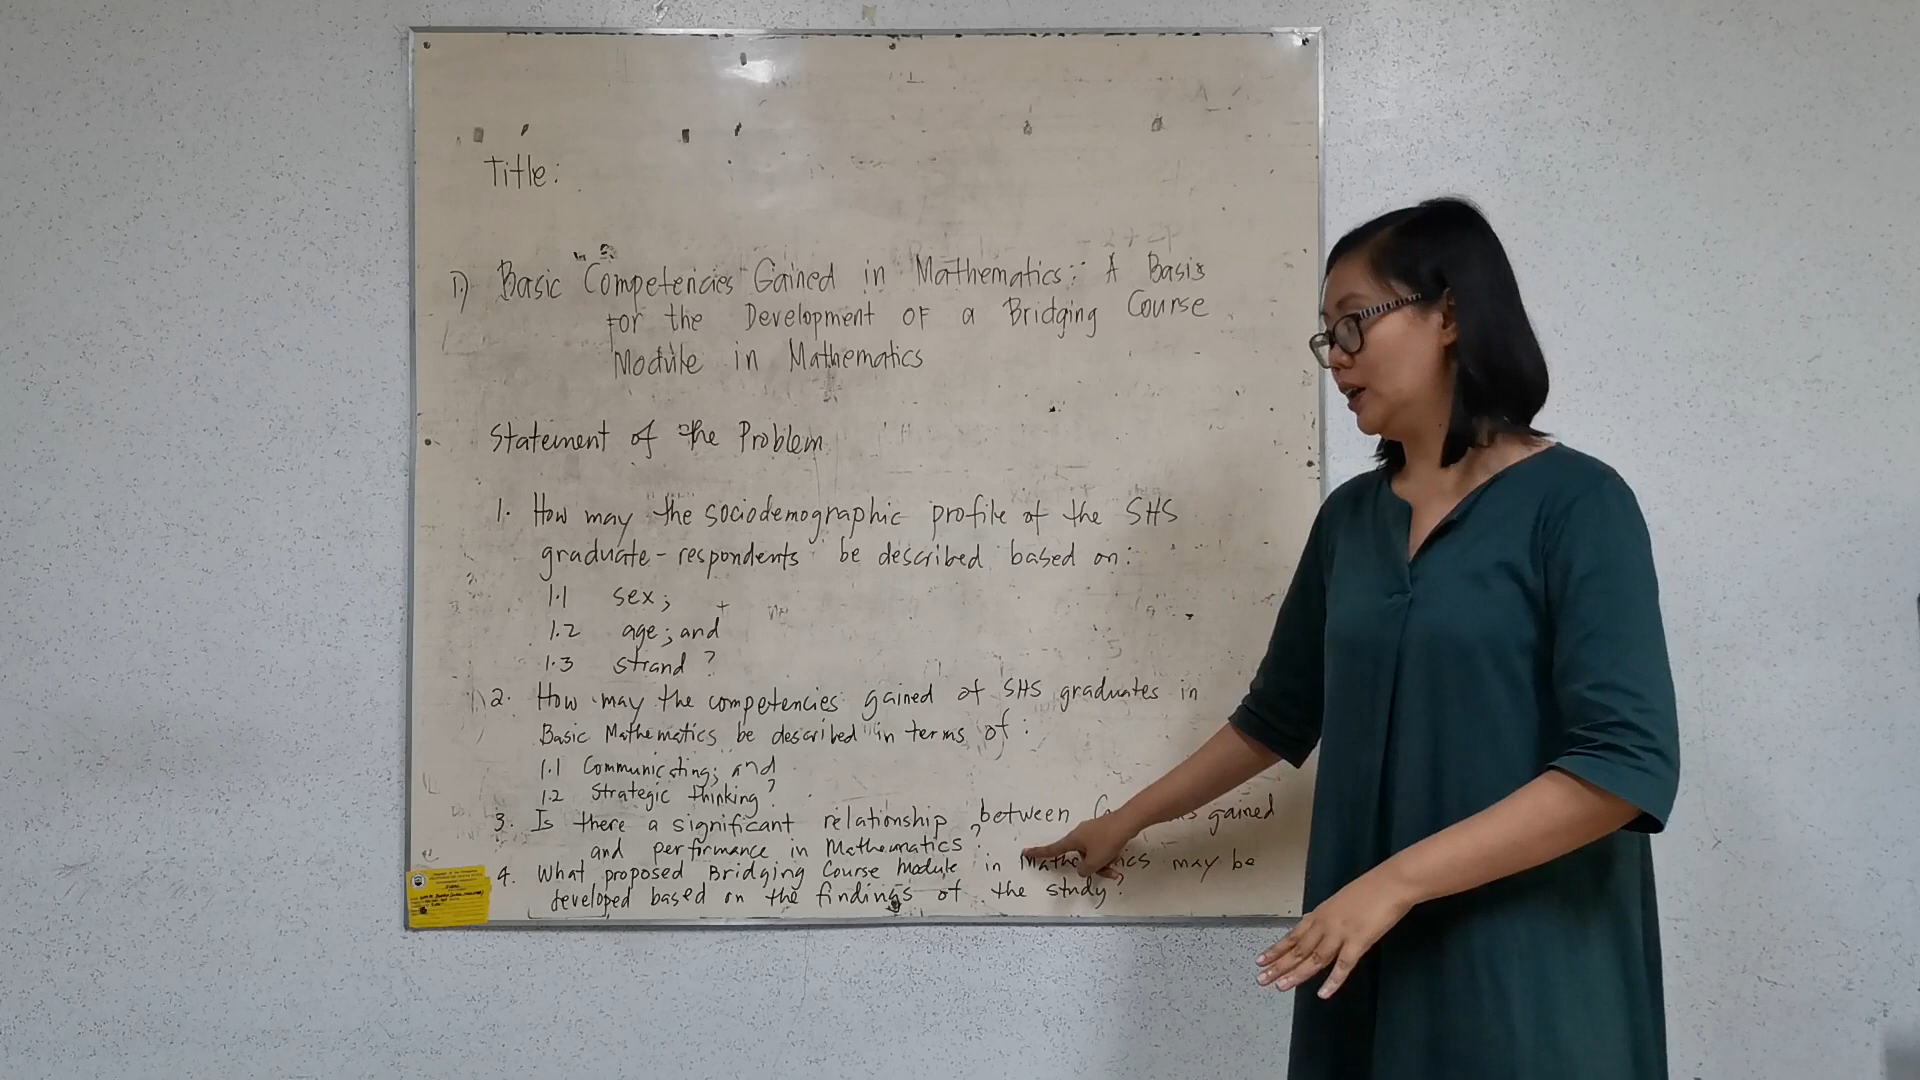 Title:
1.) Basic Competencies Gained in Mathematics: A Basis
for the Development of a Bridging Course
Module in Mathematics
Statement of the Problem
1. How may the sociodemographic profile of the SHS
graduate-respondents be described based on:
1.1 sex;
1.2 age; and
1.3 strand?
2. How may the competencies gained of SHS graduates in
Basic Mathematics be described in terms of:
1.1 Communicating; and
1.2 Strategic thinking?
3. Is there a significant relationship between gained
and performance in Mathematics?
4. What proposed Bridging Course Module in Mathematics may be
developed based on the findings of the study?